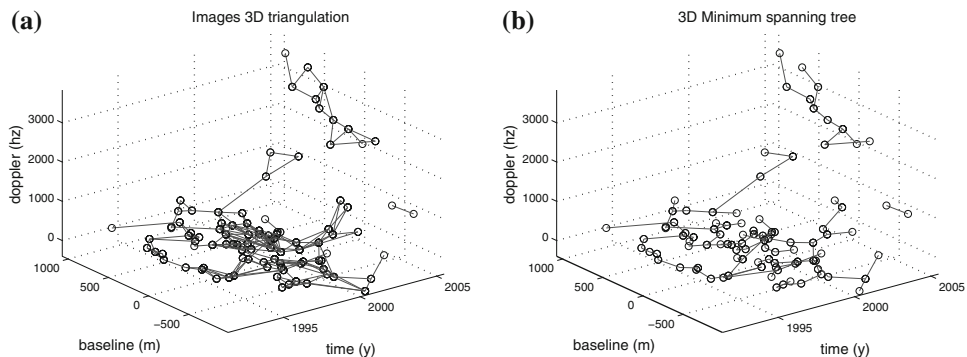 (a)
Images 3D triangulation
3000
2000
1000
0
doppler (hz)
1000
500
0
−500
baseline (m)
1995
2000
2005
time (y)
(b)
3D Minimum spanning tree
3000
2000
1000
0
doppler (hz)
1000
500
0
−500
baseline (m)
1995
2000
2005
time (y)